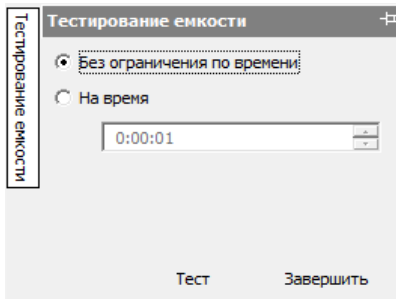 Тестирование емкости
Тестирование емкости
Без ограничения по времени
На время
0:00:01
Тест Завершить